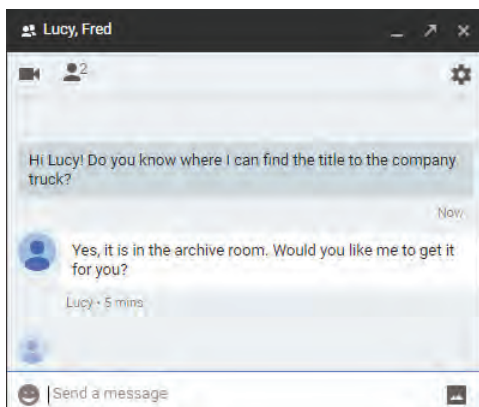 Lucy, Fred
2
Hi Lucy! Do you know where I can find the title to the company
truck?
Now
Yes, it is in the archive room. Would you like me to get it
for you?
Lucy • 5 mins
Send a message